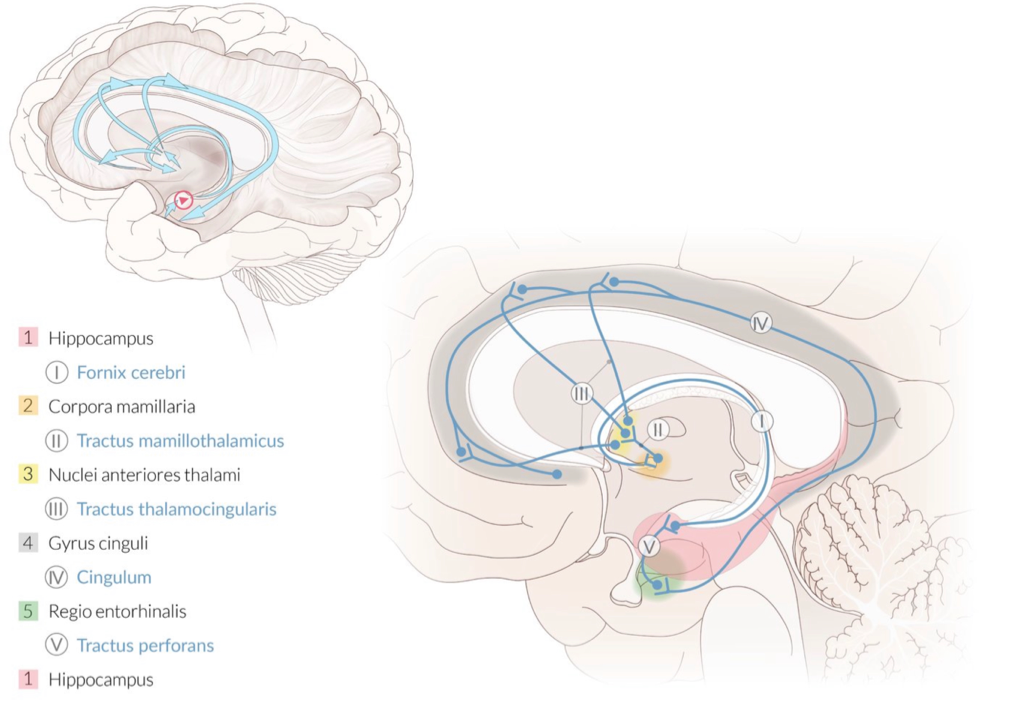 1 Hippocampus
I Fornix cerebri
2 Corpora mamillaria
II Tractus mamillothalamicus
3 Nuclei anteriores thalami
III Tractus thalamocingularis
4 Gyrus cinguli
IV Cingulum
5 Regio entorhinalis
V Tractus perforans
1 Hippocampus
IV
III
II
I
V